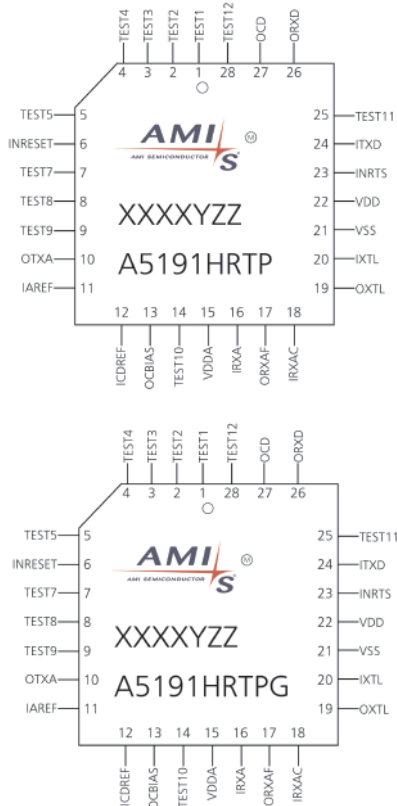 TEST4 TEST3 TEST2 TEST1 TEST12 OCD ORXD
4 3 2 1 28 27 26
TEST5 5 25 TEST11
INRESET 6 AMI S M 24 ITXD
AMI SEMICONDUCTOR
TEST7 7 23 INRTS
TEST8 8 XXXXYZZ 22 VDD
TEST9 9 21 VSS
OTXA 10 A5191HRTP 20 IXTL
IAREF 11 19 OXTL
12 13 14 15 16 17 18
ICDREF OCBIAS TEST10 VDDA IRXA ORXAF IRXAC
TEST4 TEST3 TEST2 TEST1 TEST12 OCD ORXD
4 3 2 1 28 27 26
TEST5 5 25 TEST11
INRESET 6 AMI S M 24 ITXD
AMI SEMICONDUCTOR
TEST7 7 23 INRTS
TEST8 8 XXXXYZZ 22 VDD
TEST9 9 21 VSS
OTXA 10 A5191HRTPG 20 IXTL
IAREF 11 19 OXTL
12 13 14 15 16 17 18
ICDREF OCBIAS TEST10 VDDA IRXA ORXAF IRXAC